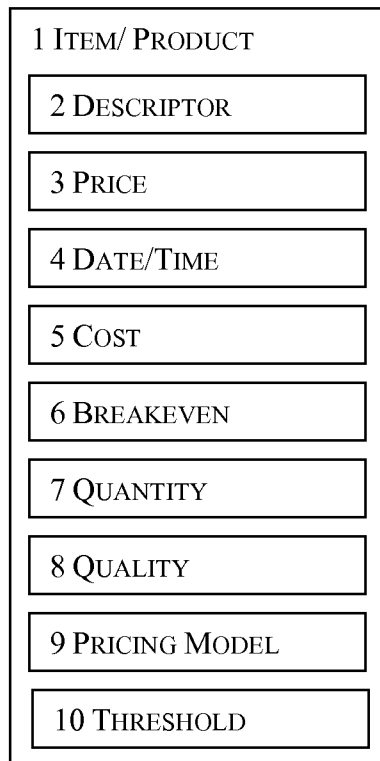 1 ITEM/ PRODUCT
2 DESCRIPTOR
3 PRICE
4 DATE/TIME
5 COST
6 BREAKEVEN
7 QUANTITY
8 QUALITY
9 PRICING MODEL
10 THRESHOLD